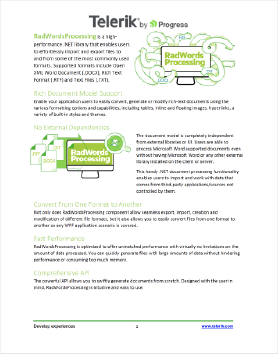 Telerik by Progress
RadWordsProcessing is a high-
performance .NET library that enables users
to effortlessly import and export files to
and from some of the most commonly used
formats. Supported formats include Open
XML Word Document (.DOCX), Rich Text
Format (.RTF) and Text Files (.TXT).
RadWords
Processing
Rich Document Model Support
Enable your application users to easily convert, generate or modify rich-text documents using the
various formatting options and capabilities, including tables, inline and floating images, hyperlinks, a
variety of built-in styles and themes.
No External Dependencies
RTF
DOCX
RadWords
Processing
The document model is completely independent
from external libraries or UI. Users are able to
process Microsoft Word supported documents even
without having Microsoft Word or any other external
library installed on the client or server.
This handy .NET document processing functionality
enables users to import and work with data that
comes from third party applications/sources not
controlled by them.
Convert From One Format to Another
Not only does RadWordsProcessing component allow seamless export, import, creation and
modification of different file formats, but it also allows you to easily convert files from one format to
another as any WPF application scenario is convert.
Fast Performance
RadWordsProcessing is optimized to offer unmatched performance with virtually no limitations on the
amount of data processed. You can quickly generate files with large amounts of data without hindering
performance or consuming too much memory.
Comprehensive API
The powerful API allows you to swiftly generate documents from scratch. Designed with the user in
mind, RadWordsProcessing is intuitive and easy to use.
Develop experiences
1
www.telerik.com